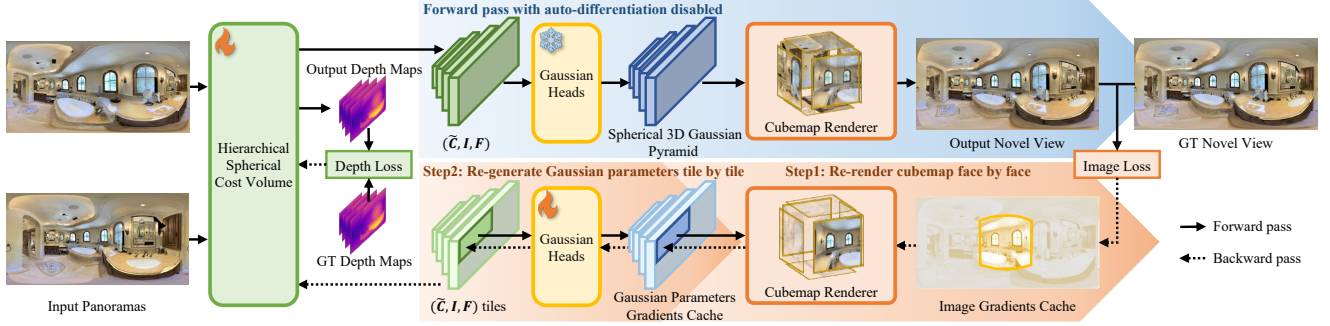 Forward pass with auto-differentiation disabled
Output Depth Maps
Gaussian
Heads
Hierarchical
Spherical
Cost Volume
(C̃, I, F)
Spherical 3D Gaussian
Pyramid
Cubemap Renderer
Output Novel View
GT Novel View
Depth Loss
Image Loss
Step2: Re-generate Gaussian parameters tile by tile
Step1: Re-render cubemap face by face
GT Depth Maps
Gaussian
Heads
Forward pass
Backward pass
Input Panoramas
(C̃, I, F) tiles
Gaussian Parameters
Gradients Cache
Cubemap Renderer
Image Gradients Cache